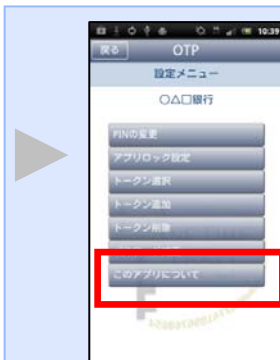 10:39
戻る OTP
設定メニュー
○△□銀行
PINの変更
アプリロック設定
トークン選択
トークン追加
トークン削除
このアプリについて